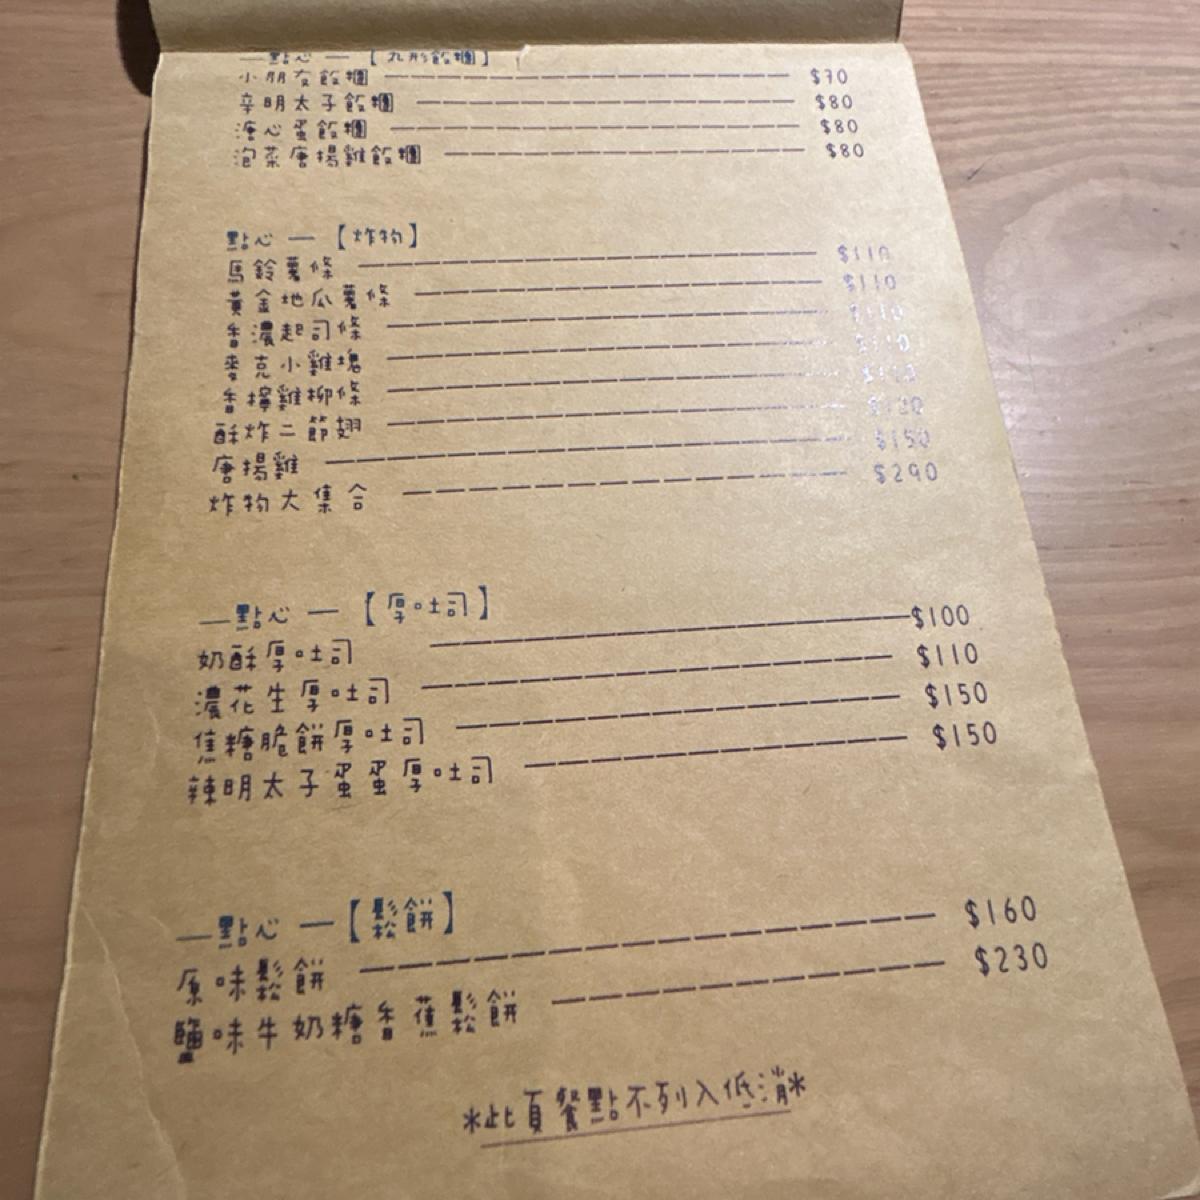 —點心—【九形飯糰】
小朋友飯糰 $70
辛明太子飯糰 $80
溏心蛋飯糰 $80
泡菜唐揚雞飯糰 $80
點心—【炸物】
馬鈴薯條 $110
黃金地瓜薯條 $110
香濃起司條 $110
麥克小雞塊 $110
香檸雞柳條
酥炸二節翅 $120
唐揚雞 $150
炸物大集合 $290
—點心—【厚吐司】
奶酥厚吐司 $100
濃花生厚吐司 $110
焦糖脆餅厚吐司 $150
辣明太子蛋蛋厚吐司 $150
—點心—【鬆餅】
原味鬆餅 $160
鹽味牛奶糖香蕉鬆餅 $230
*此頁餐點不列入低消*